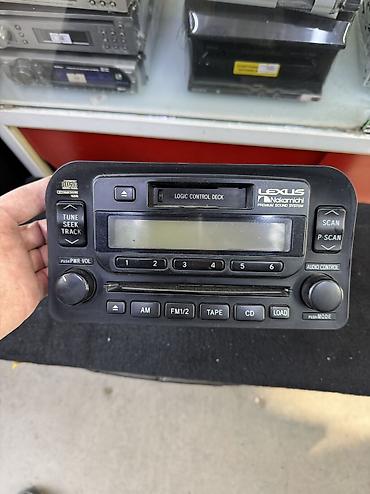 LOGIC CONTROL DECK
LEXUS
Nakamichi
PREMIUM SOUND SYSTEM
TUNE
SEEK
TRACK
SCAN
P·SCAN
1 2 3 4 5 6
PUSH PWR·VOL
AUDIO CONTROL
AM
FM1/2
TAPE
CD
LOAD
PUSH MODE